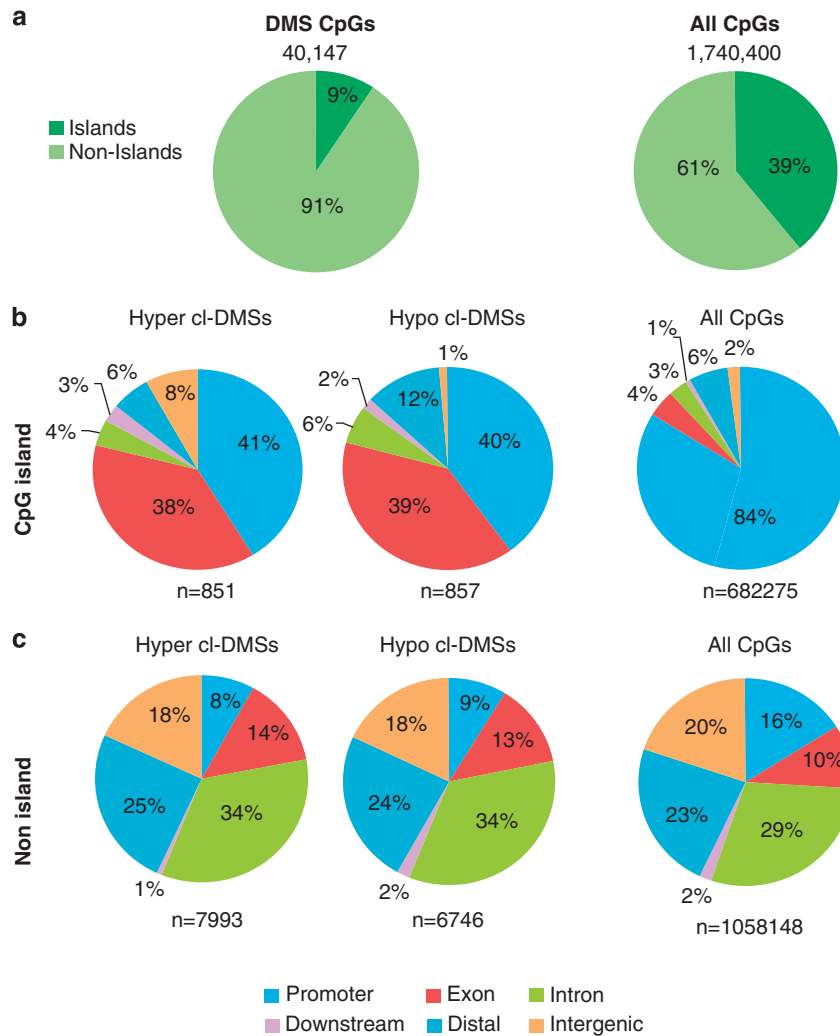 a
DMS CpGs
40,147
All CpGs
1,740,400
Islands
Non-Islands
9%
91%
61%
39%
b
CpG island
Hyper cl-DMSs
3%
6%
8%
4%
41%
38%
n=851
Hypo cl-DMSs
1%
2%
12%
6%
40%
39%
n=857
All CpGs
1%
2%
6%
3%
4%
84%
n=682275
c
Non island
Hyper cl-DMSs
18%
8%
14%
25%
34%
1%
n=7993
Hypo cl-DMSs
18%
9%
13%
24%
34%
2%
n=6746
All CpGs
20%
16%
10%
23%
29%
2%
n=1058148
Promoter
Exon
Intron
Downstream
Distal
Intergenic